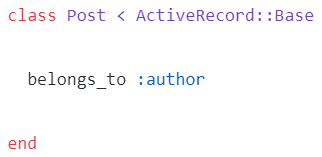 class Post < ActiveRecord::Base
  belongs_to :author
end